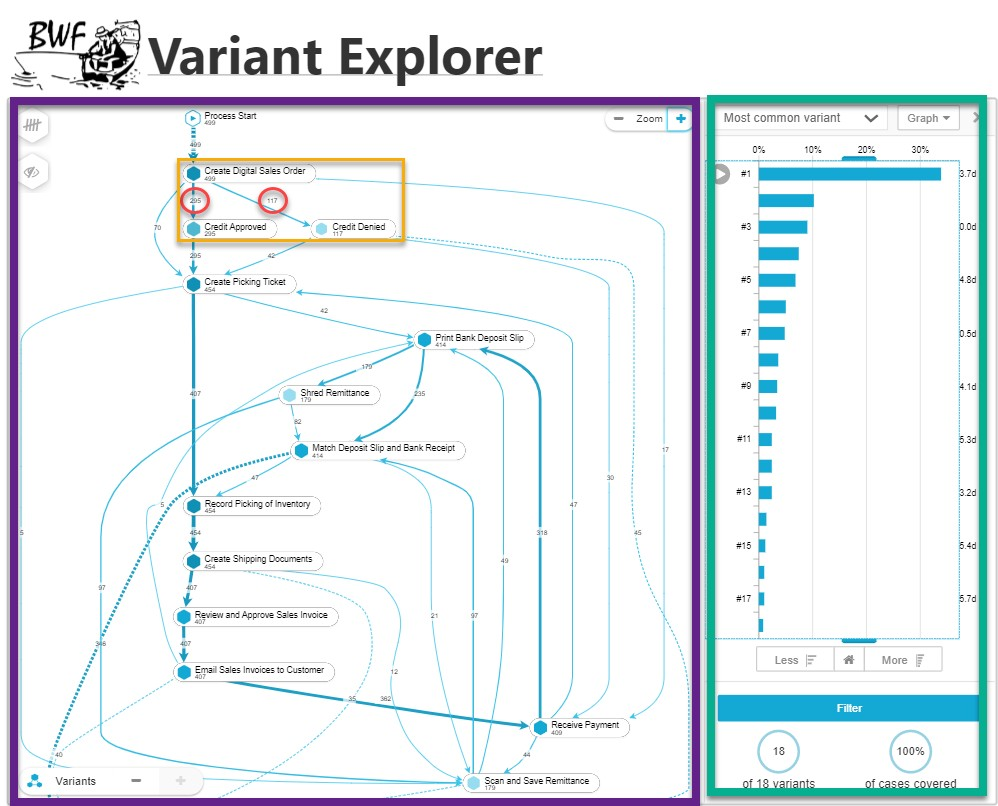 BWF
Variant Explorer
Process Start
499
Zoom
499
Create Digital Sales Order
499
295
117
Credit Approved
295
Credit Denied
117
70
295
42
Create Picking Ticket
454
42
Print Bank Deposit Slip
414
179
Shred Remittance
179
407
235
82
Match Deposit Slip and Bank Receipt
414
17
47
30
5
Record Picking of Inventory
454
47
5
454
318
45
Create Shipping Documents
454
49
407
97
Review and Approve Sales Invoice
407
21
97
407
346
Email Sales Invoices to Customer
407
12
35
362
Receive Payment
409
40
44
Variants
Scan and Save Remittance
179
Most common variant
Graph
0%
10%
20%
30%
#1
3.7d
#3
0.0d
#5
4.8d
#7
0.5d
#9
4.1d
#11
5.3d
#13
3.2d
#15
5.4d
#17
5.7d
Less
More
Filter
18
100%
of 18 variants
of cases covered